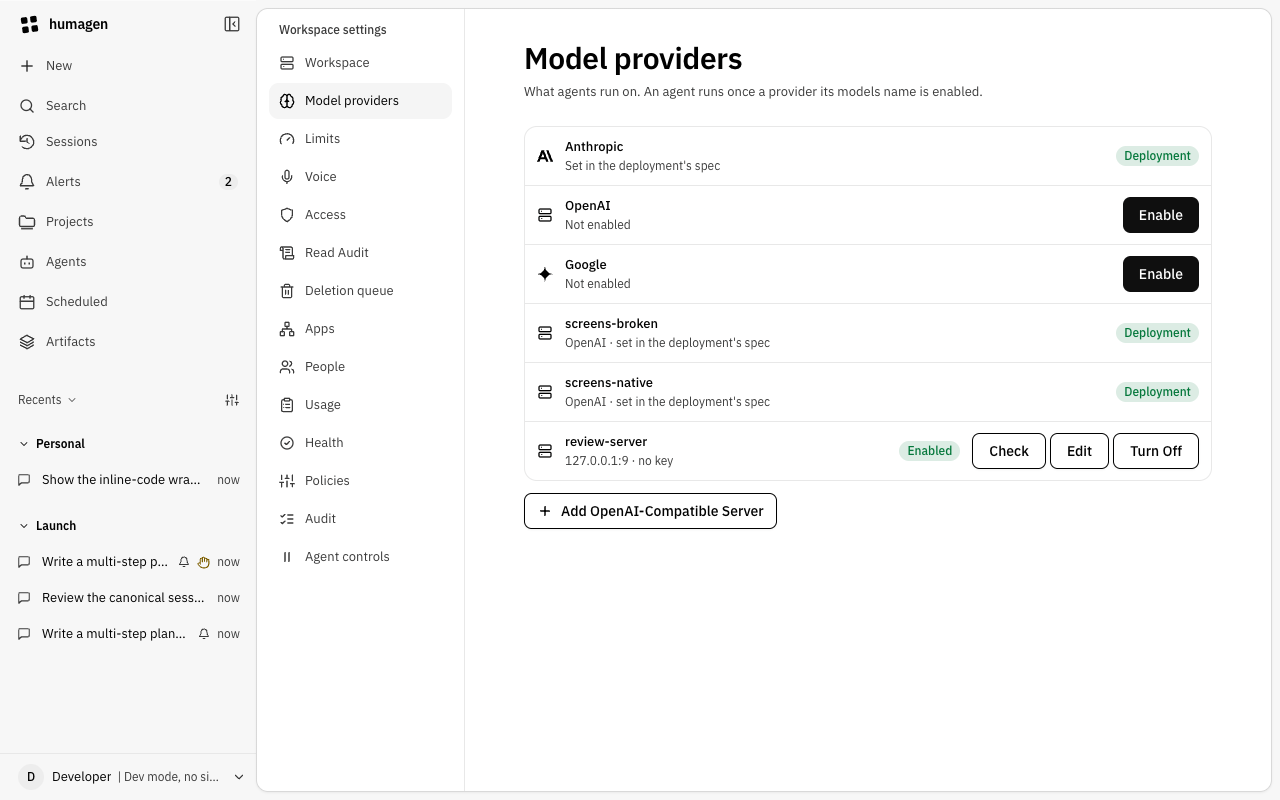 humagen
New
Search
Sessions
Alerts 2
Projects
Agents
Scheduled
Artifacts
Recents
Personal
Show the inline-code wra... now
Launch
Write a multi-step p... now
Review the canonical sess... now
Write a multi-step plan... now
D Developer | Dev mode, no si...
Workspace settings
Workspace
Model providers
Limits
Voice
Access
Read Audit
Deletion queue
Apps
People
Usage
Health
Policies
Audit
Agent controls
Model providers
What agents run on. An agent runs once a provider its models name is enabled.
Anthropic
Set in the deployment's spec
Deployment
OpenAI
Not enabled
Enable
Google
Not enabled
Enable
screens-broken
OpenAI · set in the deployment's spec
Deployment
screens-native
OpenAI · set in the deployment's spec
Deployment
review-server
127.0.0.1:9 · no key
Enabled Check Edit Turn Off
Add OpenAI-Compatible Server